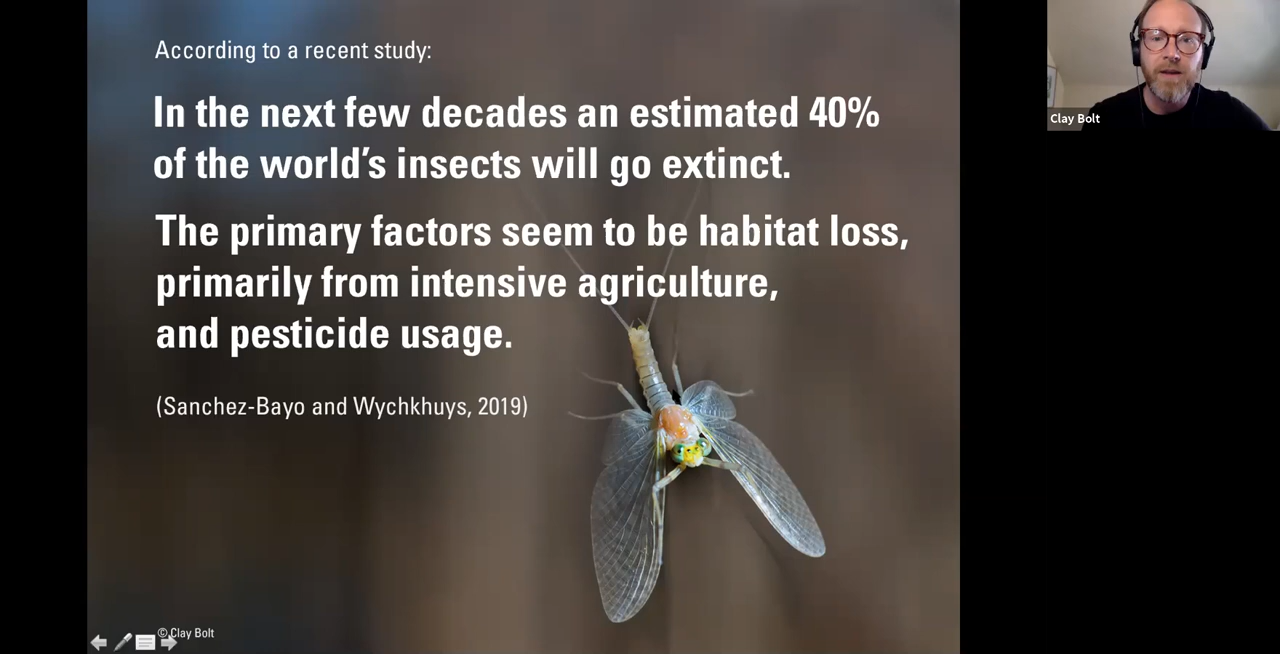 According to a recent study:
In the next few decades an estimated 40%
of the world's insects will go extinct.
The primary factors seem to be habitat loss,
primarily from intensive agriculture,
and pesticide usage.
(Sanchez-Bayo and Wychkhuys, 2019)
© Clay Bolt
Clay Bolt